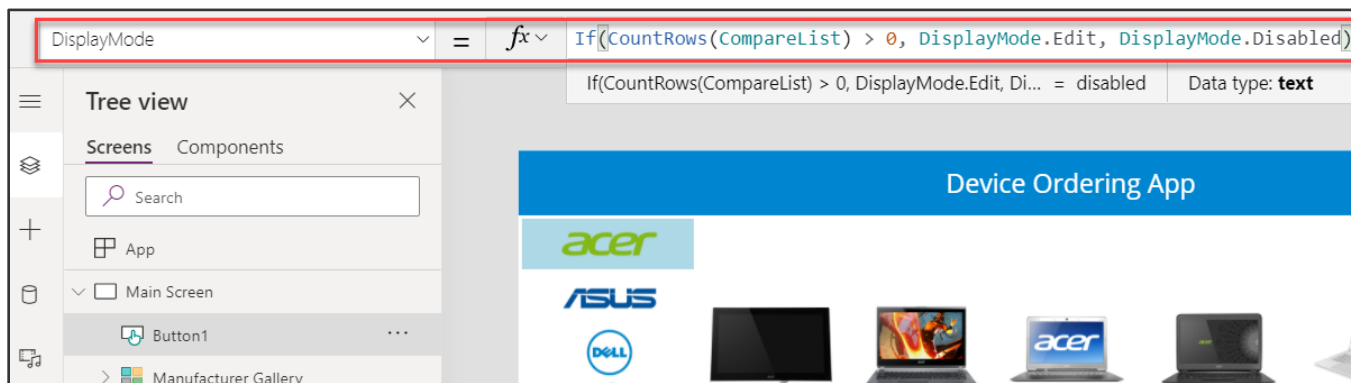 DisplayMode = fx If(CountRows(CompareList) > 0, DisplayMode.Edit, DisplayMode.Disabled)
If(CountRows(CompareList) > 0, DisplayMode.Edit, Di... = disabled Data type: text
Tree view
Screens Components
Search
App
Main Screen
Button1
Manufacturer Gallery
Device Ordering App
acer
ASUS
DELL
acer